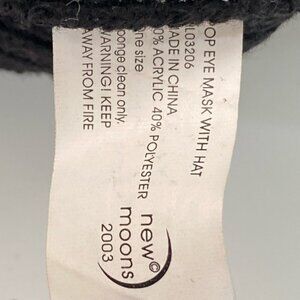 OP EYE MASK WITH HAT
L03206
ADE IN CHINA
0% ACRYLIC 40% POLYESTER
ne size
ponge clean only.
WARNING! KEEP
AWAY FROM FIRE
new©
moons
2003